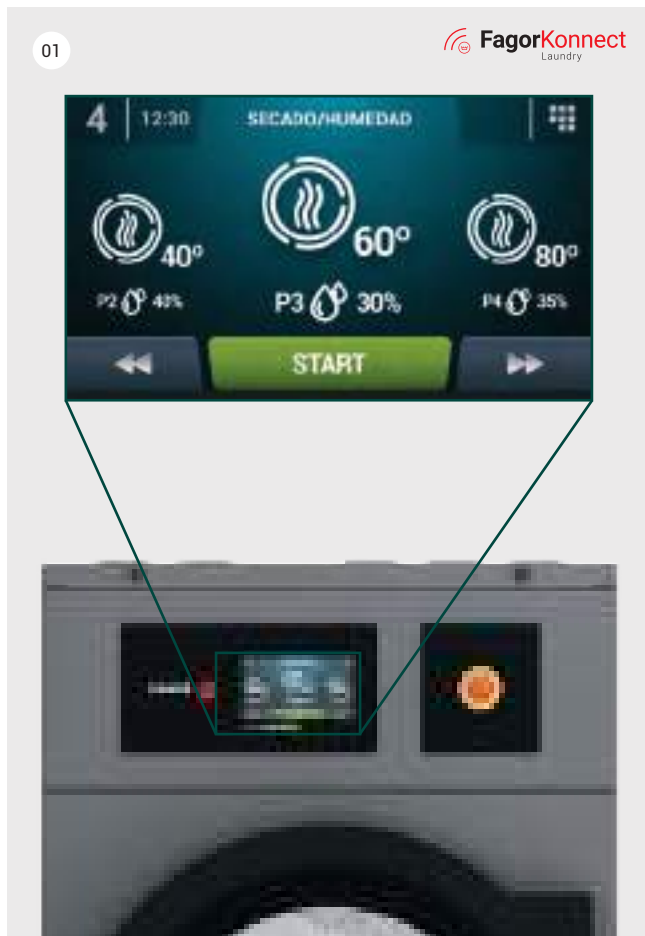 01
FagorKonnect
Laundry
4 12:30 SECADO/HUMEDAD
40º 60º 80º
P2 40% P3 30% P4 35%
START